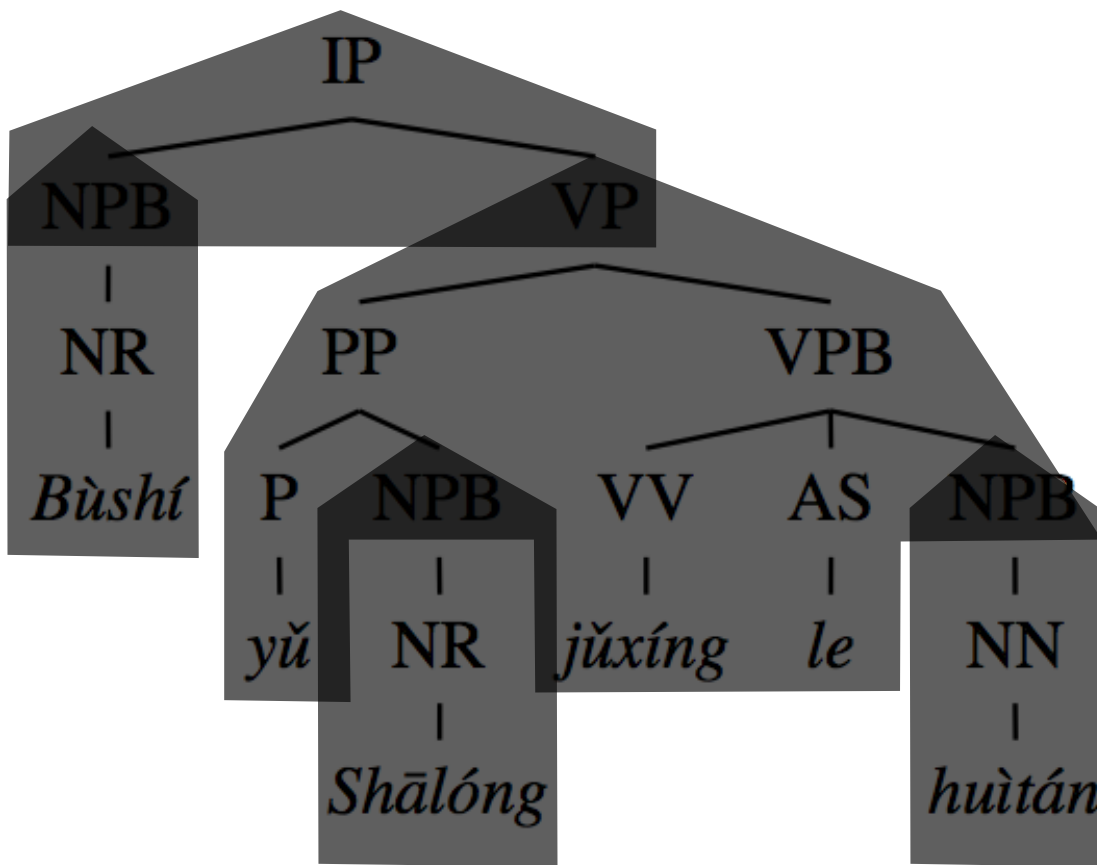 IP
NPB VP
NR PP VPB
Bùshí P NPB VV AS NPB
yǔ NR jǔxíng le NN
Shālóng huìtán